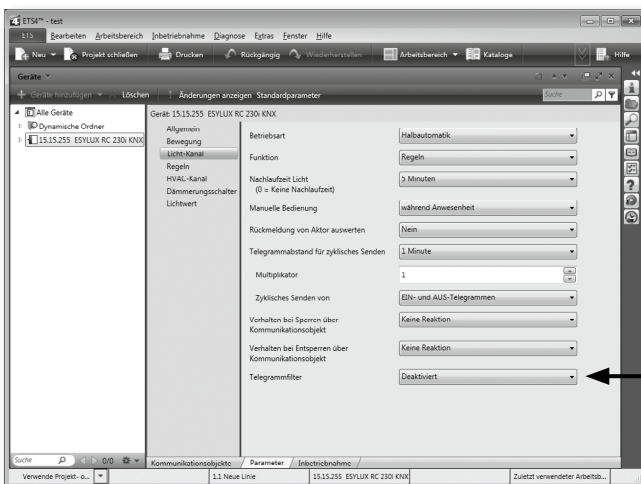 ETS4™ - test
ETS Bearbeiten Arbeitsbereich Inbetriebnahme Diagnose Extras Fenster Hilfe
Neu Projekt schließen Drucken Rückgängig Wiederherstellen Arbeitsbereich Kataloge Hilfe
Geräte
Geräte hinzufügen Löschen Änderungen anzeigen Standardparameter Suche
Alle Geräte
Dynamische Ordner
15.15.255 ESYLUX RC 230i KNX
Gerät: 15.15.255 ESYLUX RC 230i KNX
Allgemein
Bewegung
Licht-Kanal
Regeln
HVAC-Kanal
Dämmerungsschalter
Lichtwert
Betriebsart Halbautomatik
Funktion Regeln
Nachlaufzeit Licht 5 Minuten
(0 = Keine Nachlaufzeit)
Manuelle Bedienung während Anwesenheit
Rückmeldung von Aktor auswerten Nein
Telegrammabstand für zyklisches Senden 1 Minute
Multiplikator 1
Zyklisches Senden von EIN- und AUS-Telegrammen
Verhalten bei Sperren über Keine Reaktion
Kommunikationsobjekt
Verhalten bei Entsperren über Keine Reaktion
Kommunikationsobjekt
Telegrammfilter Deaktiviert
Suche 0/0 Kommunikationsobjekte Parameter Inbetriebnahme
Verwende Projekt- o... 1.1 Neue Linie 15.15.255 ESYLUX RC 230i KNX Zuletzt verwendeter Arbeitsb...